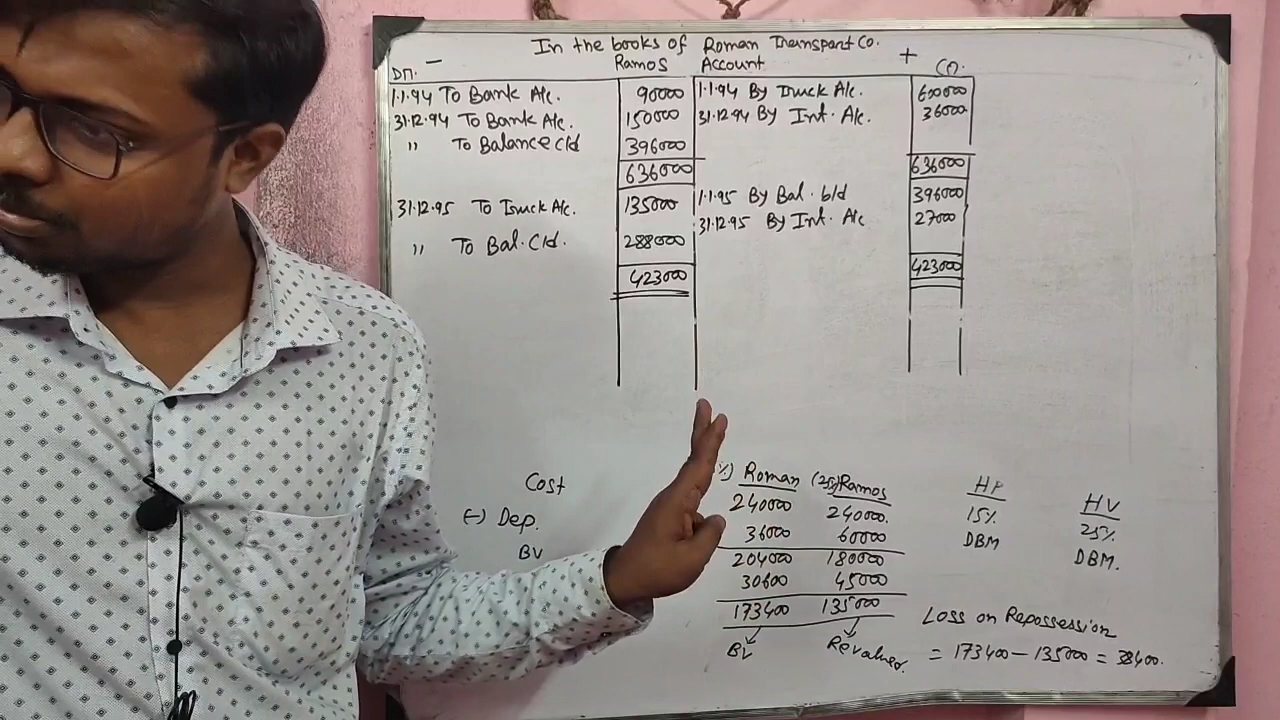 In the books of Roman Transport Co.
Ramos Account
Dr. − + Cr.
1.1.94 To Bank A/c. 90000 1.1.94 By Truck A/c. 600000
31.12.94 To Bank A/c. 150000 31.12.94 By Int. A/c. 36000
" To Balance C/d 396000
636000 636000
31.12.95 To Truck A/c. 135000 1.1.95 By Bal. b/d 396000
31.12.95 By Int. A/c 27000
" To Bal. C/d. 288000
423000 423000
%) Roman (25%) Ramos HP HV
Cost 240000 240000. 15% 25%
(-) Dep. 36000 60000 DBM DBM.
BV 204000 180000
30600 45000
173400 135000
BV Revalued.
Loss on Repossession
= 173400 − 135000 = 38400.